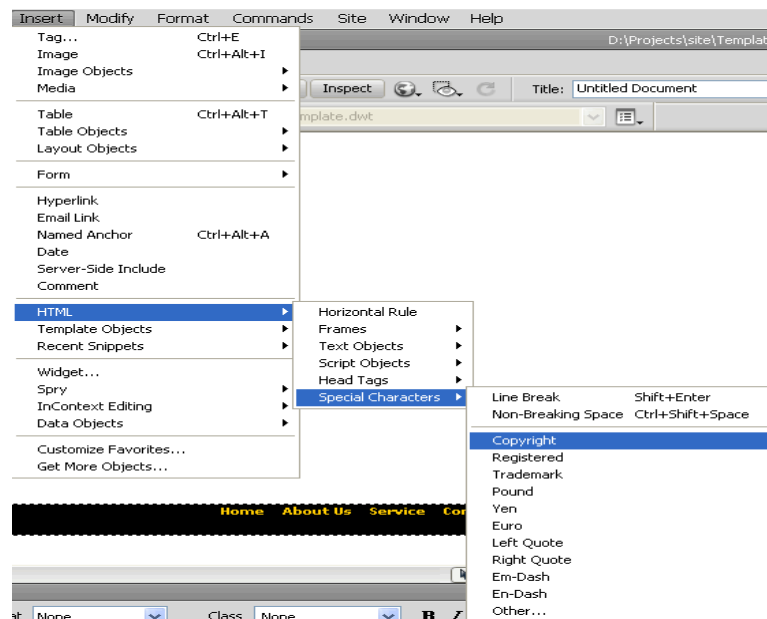 Insert Modify Format Commands Site Window Help
Tag... Ctrl+E
D:\Projects\site\Templat
Image Ctrl+Alt+I
Image Objects
Media
Inspect Title: Untitled Document
Table Ctrl+Alt+T
mplate.dwt
Table Objects
Layout Objects
Form
Hyperlink
Email Link
Named Anchor Ctrl+Alt+A
Date
Server-Side Include
Comment
HTML
Template Objects
Recent Snippets
Widget...
Spry
InContext Editing
Data Objects
Customize Favorites...
Get More Objects...
Horizontal Rule
Frames
Text Objects
Script Objects
Head Tags
Special Characters
Line Break Shift+Enter
Non-Breaking Space Ctrl+Shift+Space
Copyright
Registered
Trademark
Pound
Yen
Euro
Left Quote
Right Quote
Em-Dash
En-Dash
Other...
Home About Us Service Con
at None Class None B I